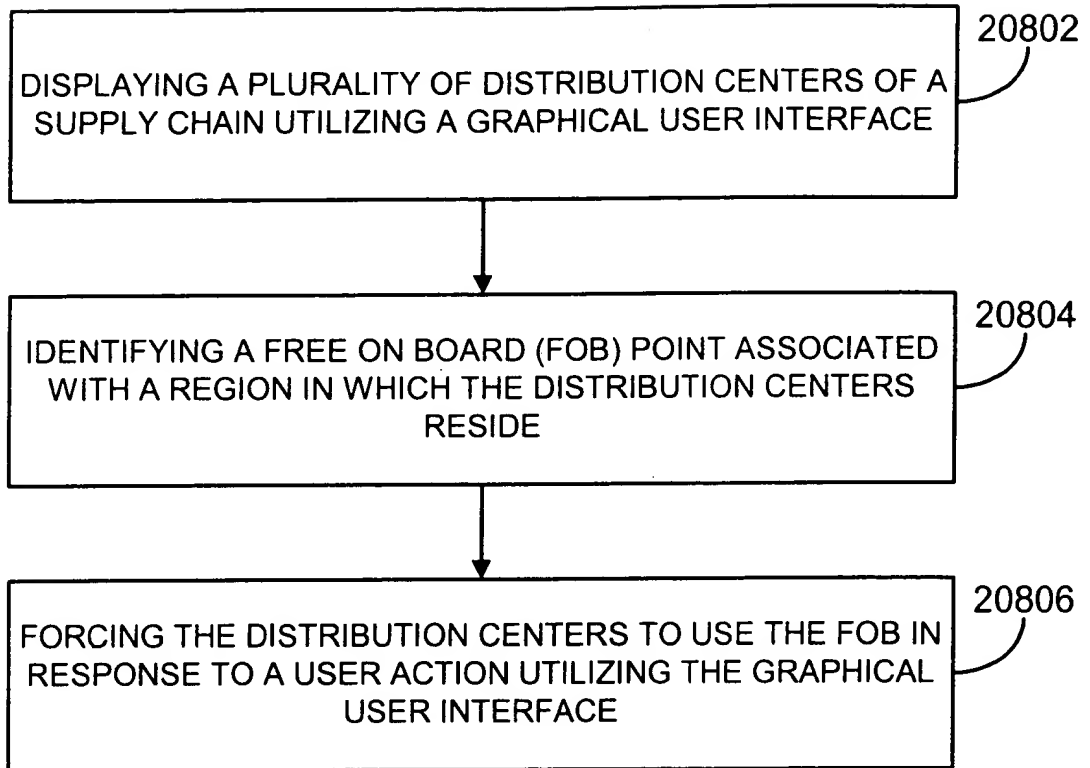 20802
DISPLAYING A PLURALITY OF DISTRIBUTION CENTERS OF A
SUPPLY CHAIN UTILIZING A GRAPHICAL USER INTERFACE
20804
IDENTIFYING A FREE ON BOARD (FOB) POINT ASSOCIATED
WITH A REGION IN WHICH THE DISTRIBUTION CENTERS
RESIDE
20806
FORCING THE DISTRIBUTION CENTERS TO USE THE FOB IN
RESPONSE TO A USER ACTION UTILIZING THE GRAPHICAL
USER INTERFACE